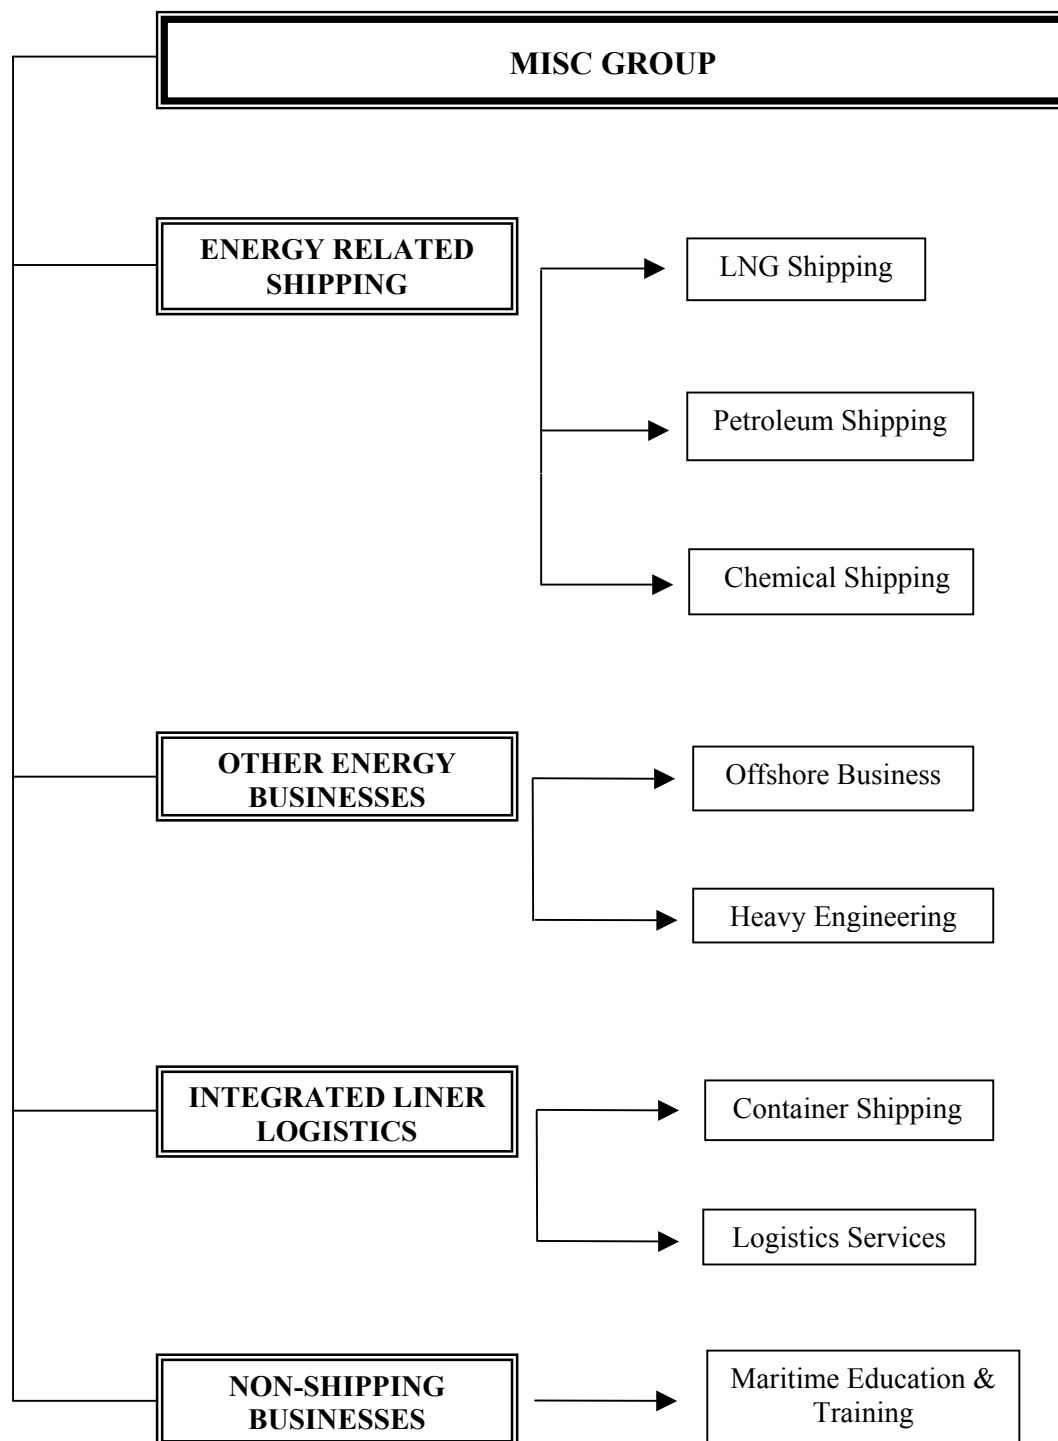 MISC GROUP
ENERGY RELATED
SHIPPING
LNG Shipping
Petroleum Shipping
Chemical Shipping
OTHER ENERGY
BUSINESSES
Offshore Business
Heavy Engineering
INTEGRATED LINER
LOGISTICS
Container Shipping
Logistics Services
NON-SHIPPING
BUSINESSES
Maritime Education &
Training